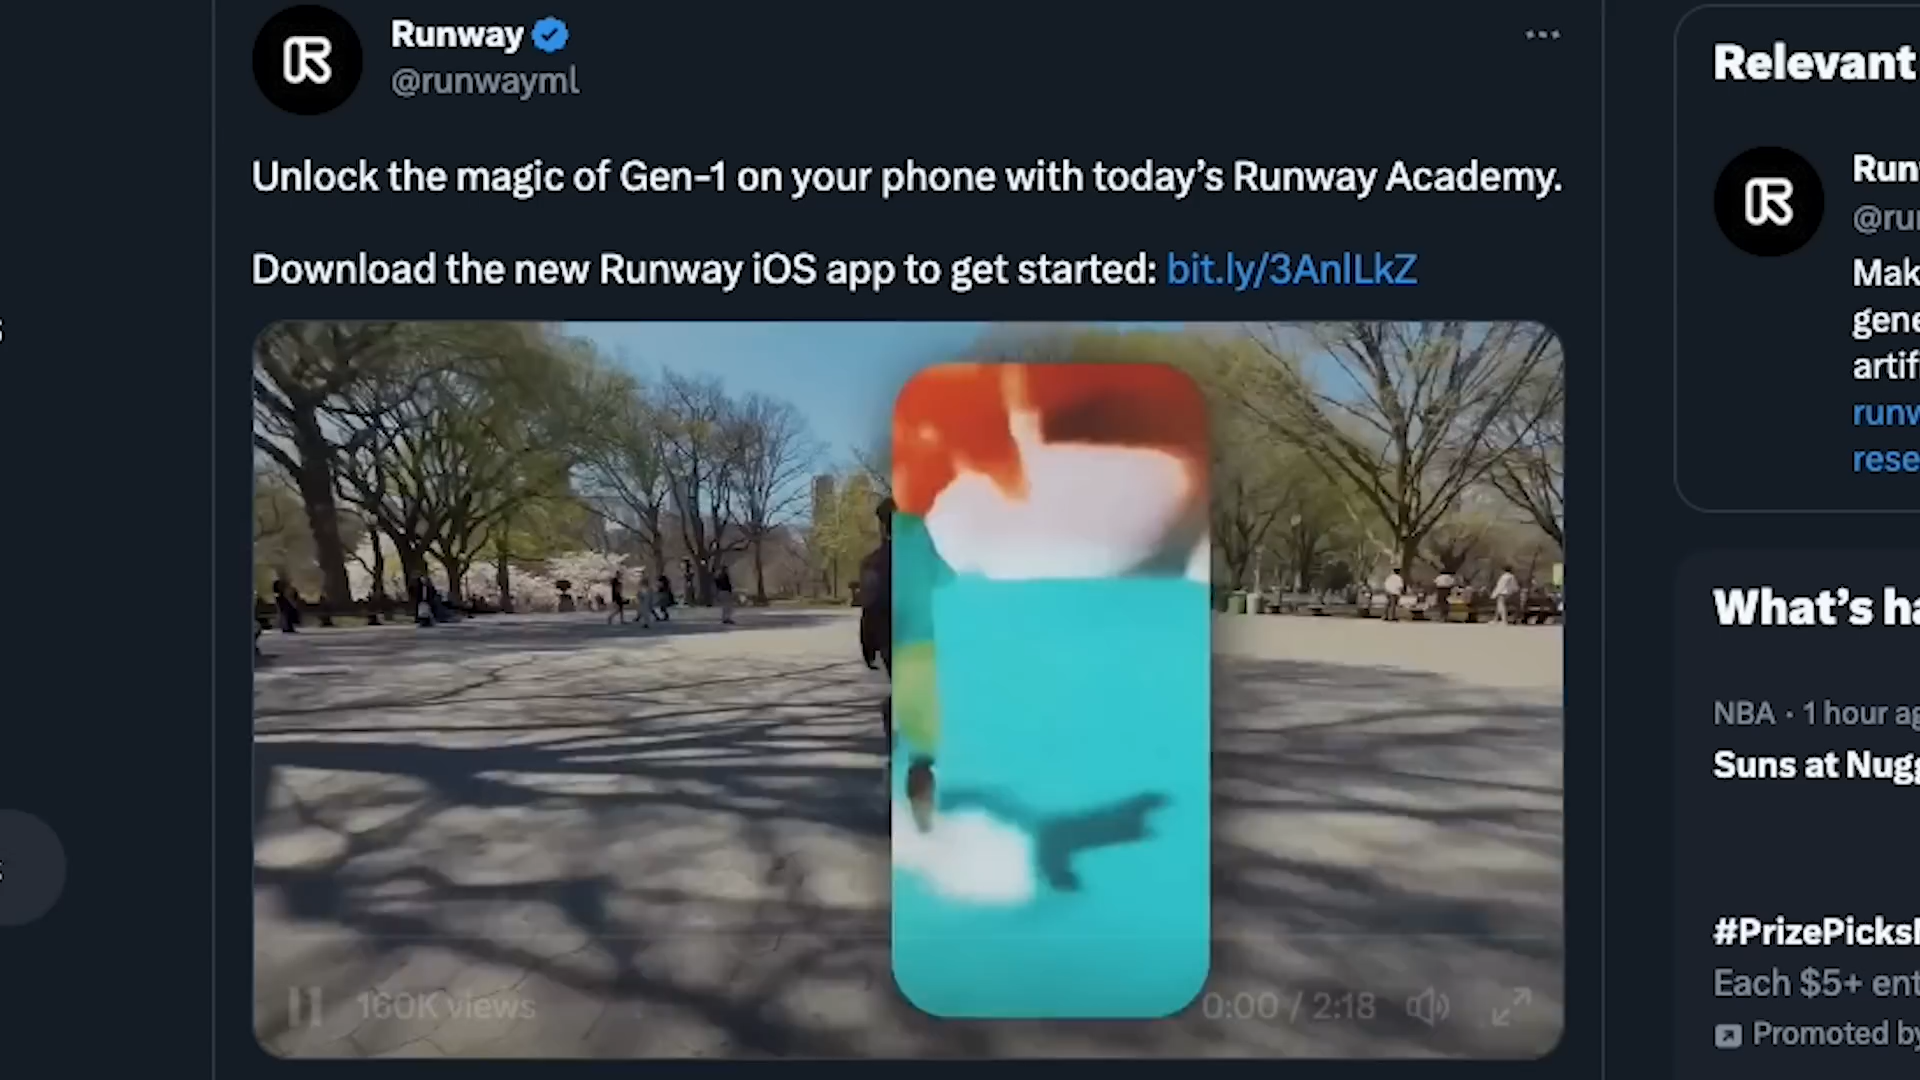 Runway
@runwayml
Unlock the magic of Gen-1 on your phone with today's Runway Academy.
Download the new Runway iOS app to get started: bit.ly/3AnlLkZ
160K views
0:00 / 2:18
Relevant
Run
@ru
Mak
gene
artif
runw
rese
What's ha
NBA · 1 hour ag
Suns at Nugg
#PrizePicks
Each $5+ ent
Promoted by